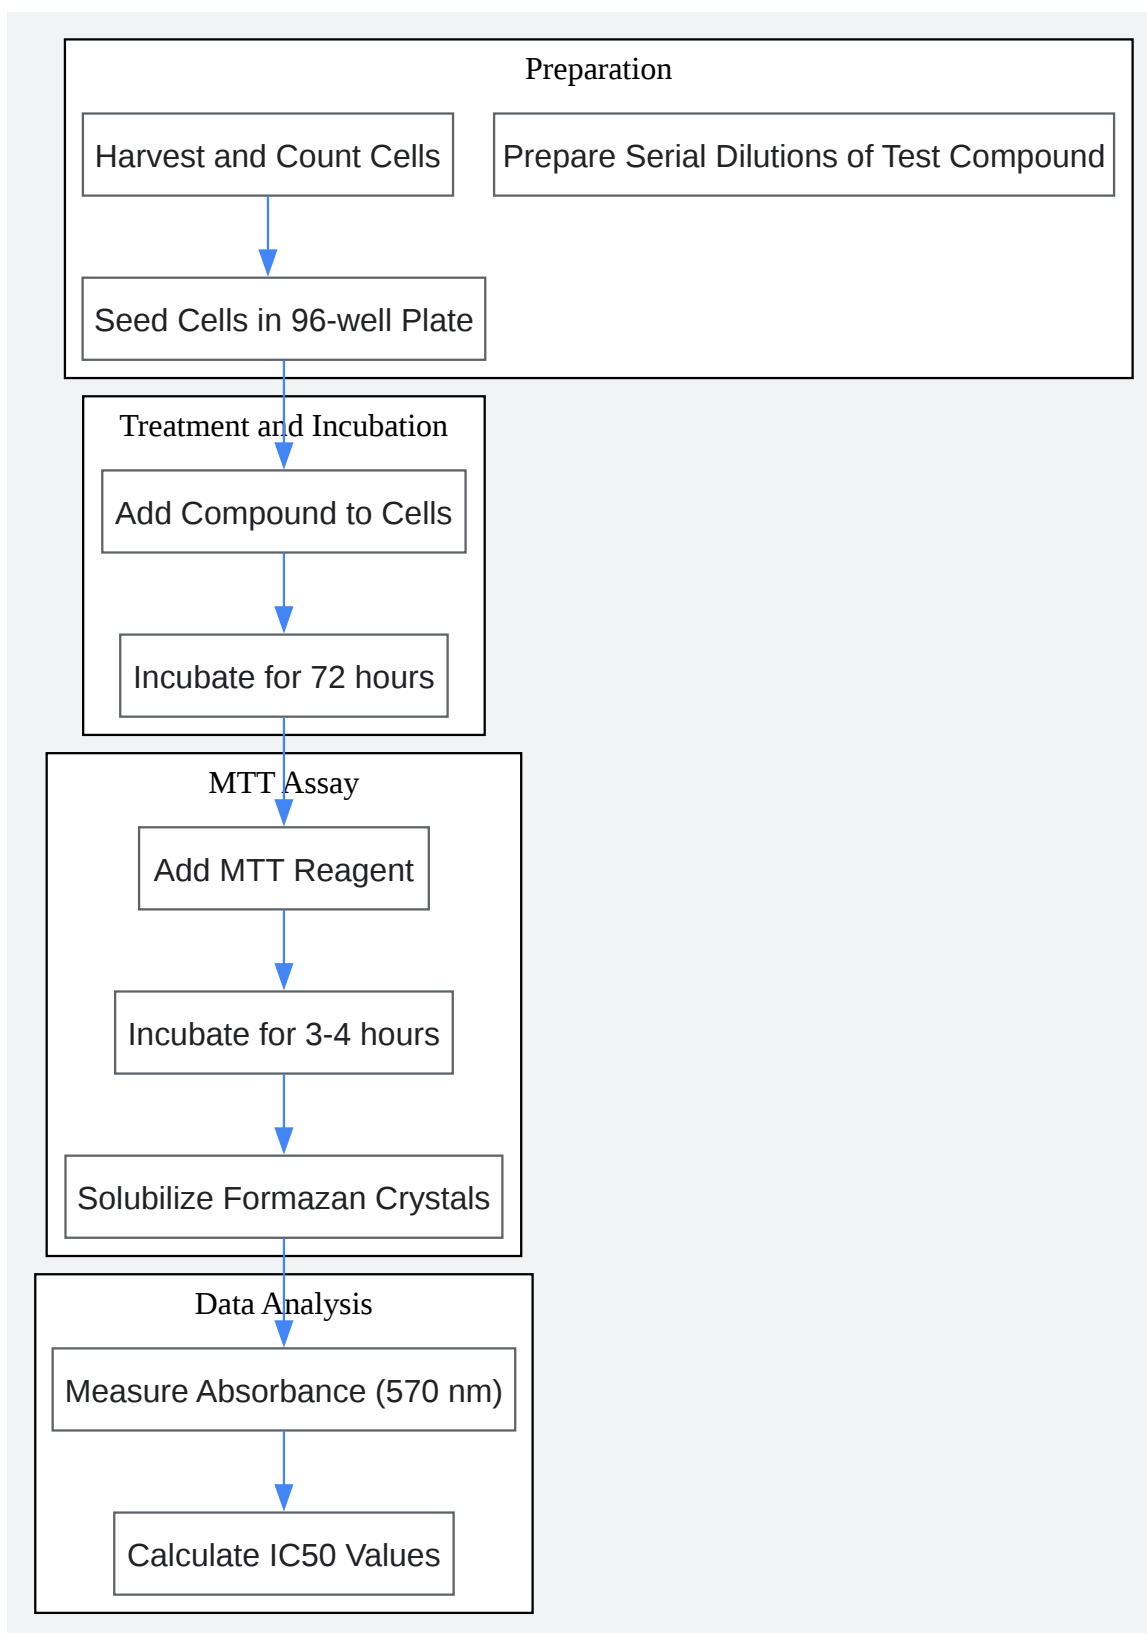 Preparation
Harvest and Count Cells
Prepare Serial Dilutions of Test Compound
Seed Cells in 96-well Plate
Treatment and Incubation
Add Compound to Cells
Incubate for 72 hours
MTT Assay
Add MTT Reagent
Incubate for 3-4 hours
Solubilize Formazan Crystals
Data Analysis
Measure Absorbance (570 nm)
Calculate IC50 Values